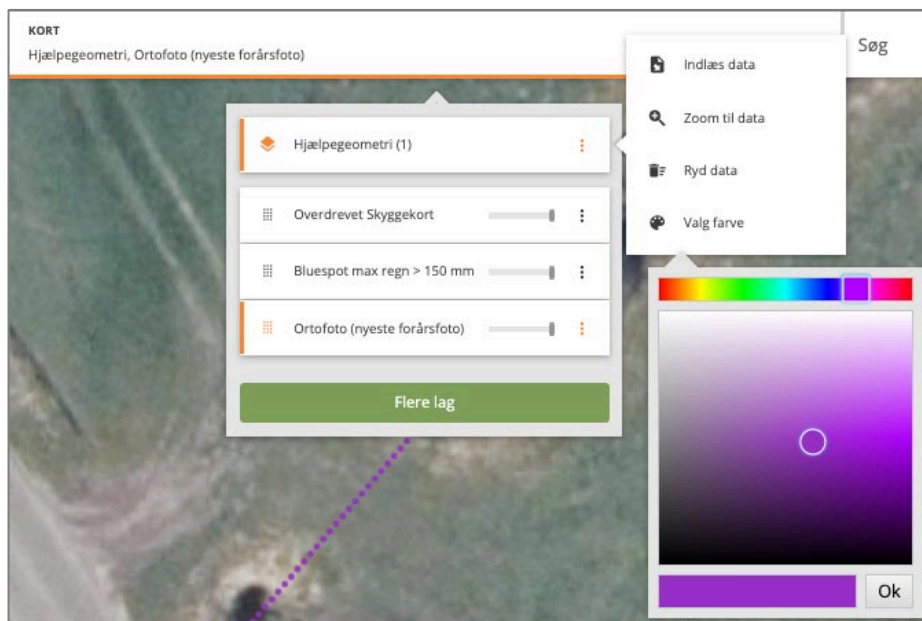 KORT
Hjælpegeometri, Ortofoto (nyeste forårsfoto)
Søg
Indlæs data
Zoom til data
Ryd data
Valg farve
Hjælpegeometri (1)
Overdrevet Skyggekort
Bluespot max regn > 150 mm
Ortofoto (nyeste forårsfoto)
Flere lag
Ok